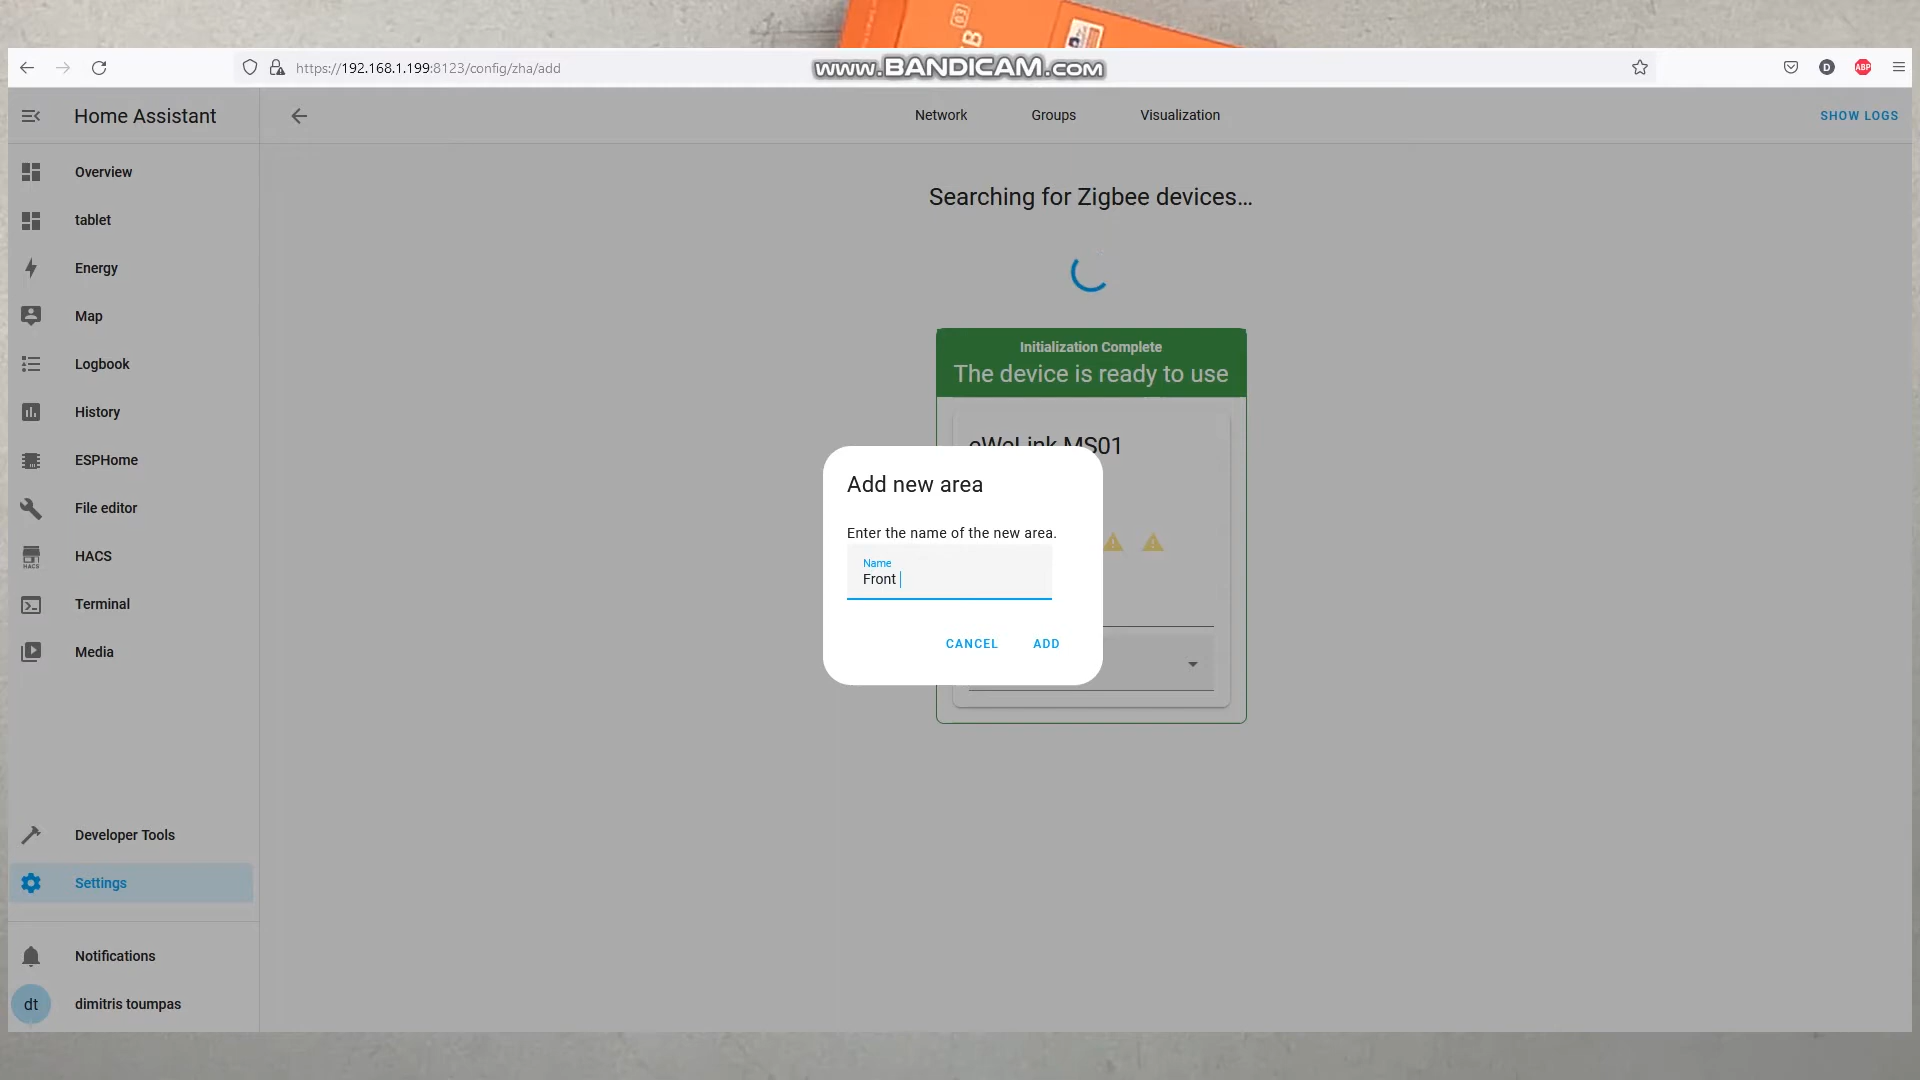 https://192.168.1.199:8123/config/zha/add
www.BANDICAM.com
D
ABP
Home Assistant
Network
Groups
Visualization
SHOW LOGS
Overview
tablet
Energy
Map
Logbook
History
ESPHome
File editor
HACS
HACS
Terminal
Media
Developer Tools
Settings
Notifications
dt
dimitris toumpas
Searching for Zigbee devices...
Initialization Complete
The device is ready to use
eWeLink MS01
Add new area
Enter the name of the new area.
Name
Front
CANCEL
ADD